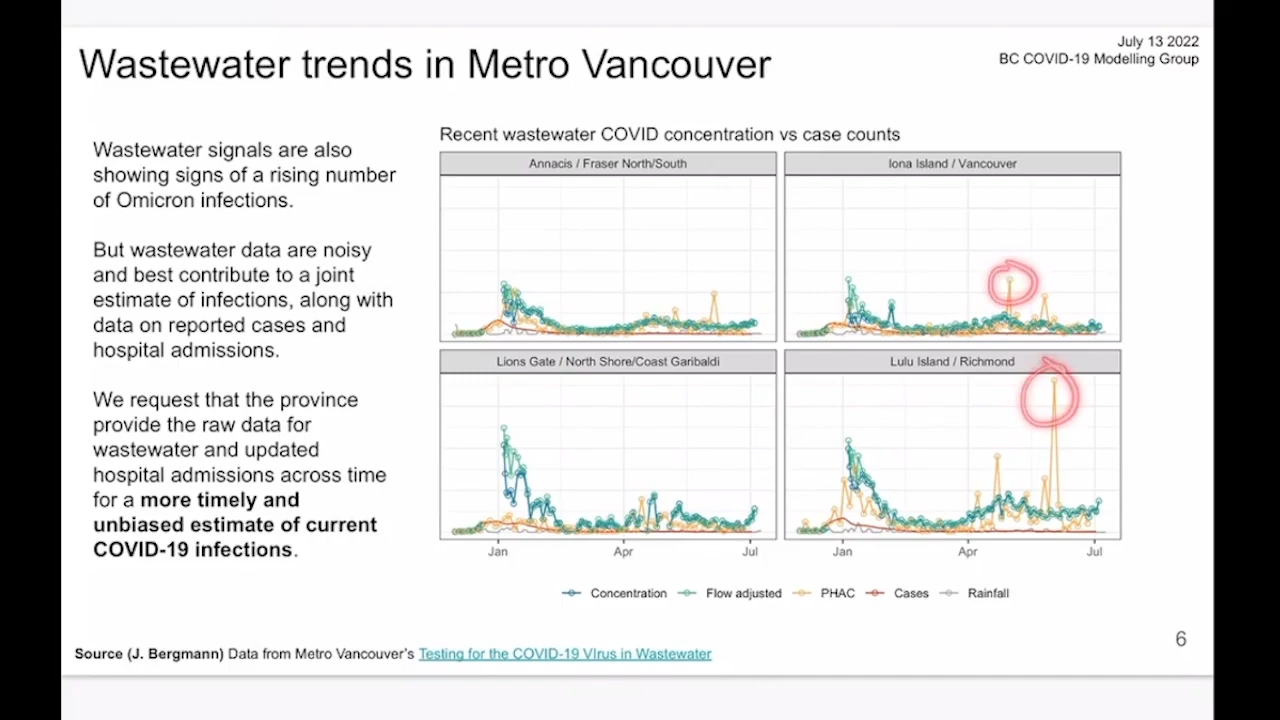 Wastewater trends in Metro Vancouver
July 13 2022
BC COVID-19 Modelling Group
Wastewater signals are also
showing signs of a rising number
of Omicron infections.
But wastewater data are noisy
and best contribute to a joint
estimate of infections, along with
data on reported cases and
hospital admissions.
We request that the province
provide the raw data for
wastewater and updated
hospital admissions across time
for a more timely and
unbiased estimate of current
COVID-19 infections.
Recent wastewater COVID concentration vs case counts
Annacis / Fraser North/South
Iona Island / Vancouver
Lions Gate / North Shore/Coast Garibaldi
Lulu Island / Richmond
Jan Apr Jul
Jan Apr Jul
Concentration Flow adjusted PHAC Cases Rainfall
6
Source (J. Bergmann) Data from Metro Vancouver's Testing for the COVID-19 VIrus in Wastewater